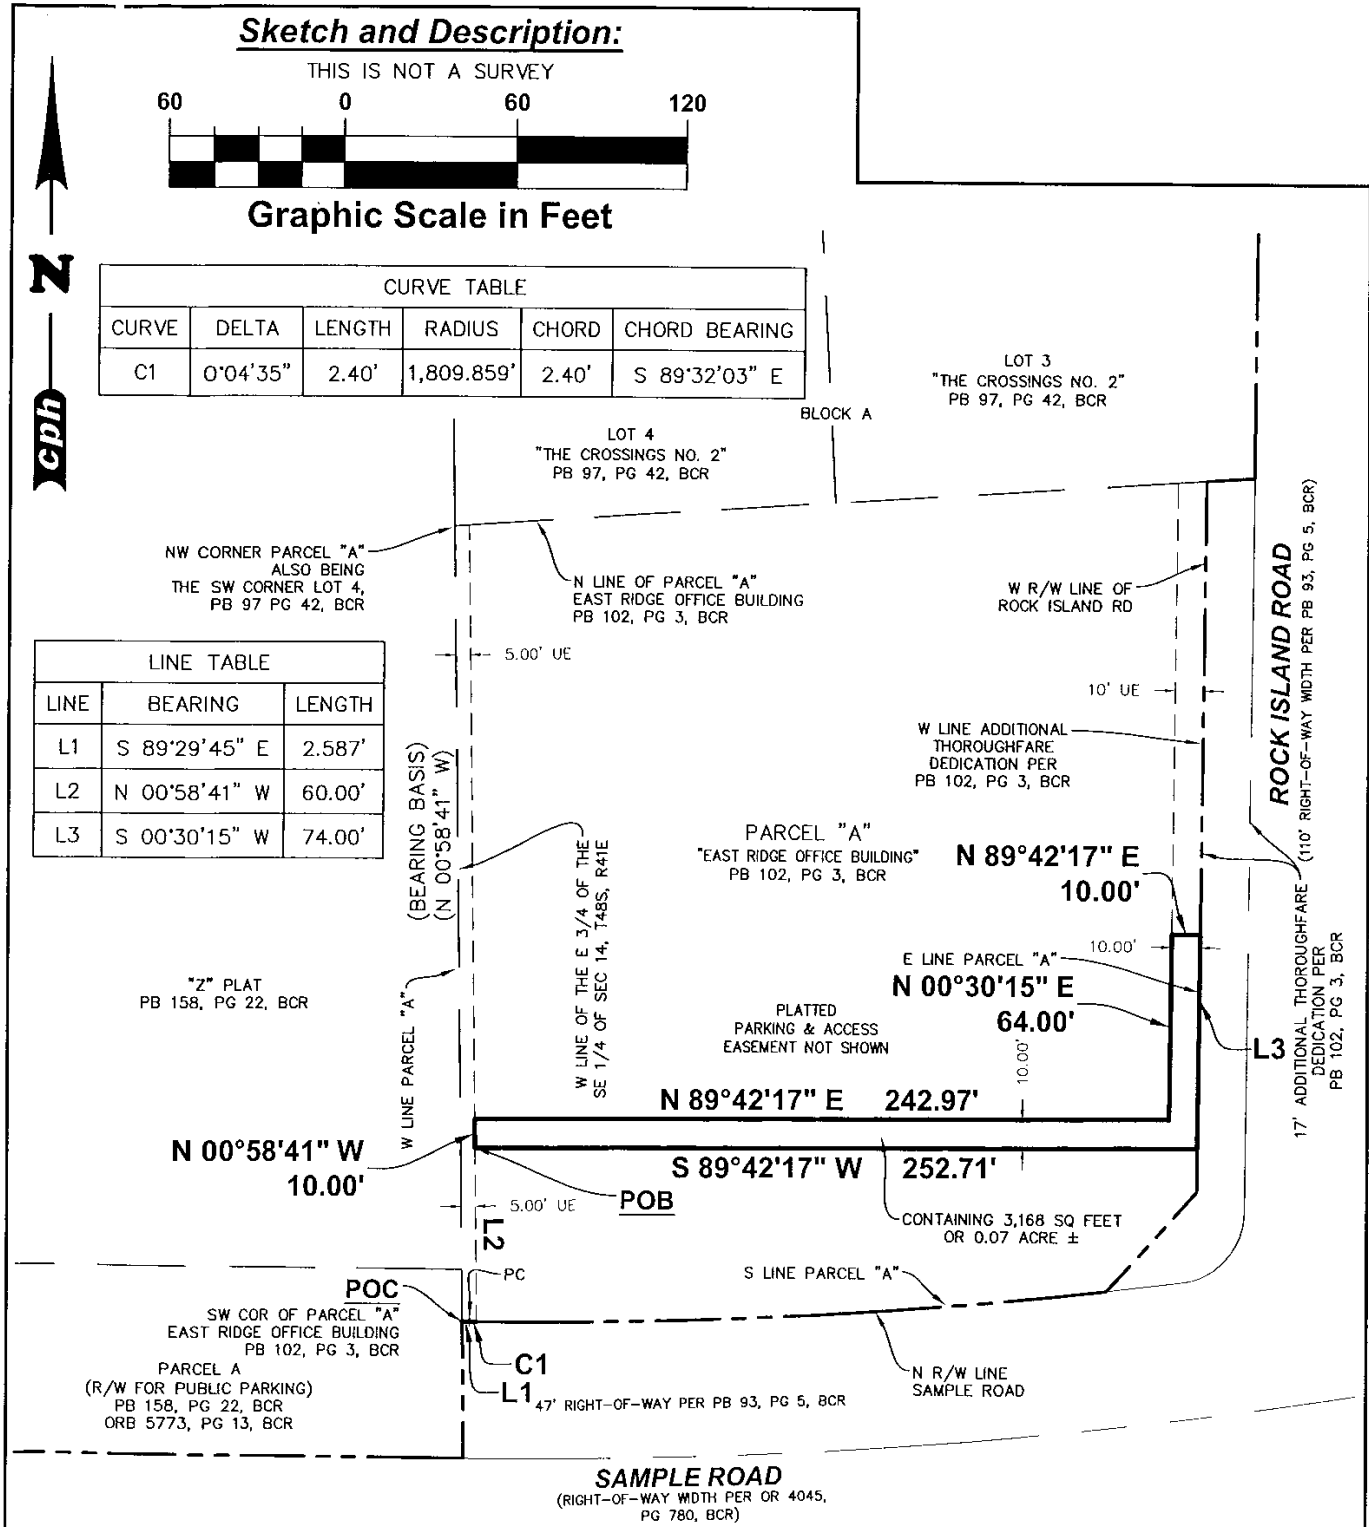 Sketch and Description:
THIS IS NOT A SURVEY
60 0 60 120
Graphic Scale in Feet
N
cph
CURVE TABLE
CURVE DELTA LENGTH RADIUS CHORD CHORD BEARING
C1 0°04'35" 2.40' 1,809.859' 2.40' S 89°32'03" E
LOT 3
"THE CROSSINGS NO. 2"
PB 97, PG 42, BCR
BLOCK A
LOT 4
"THE CROSSINGS NO. 2"
PB 97, PG 42, BCR
NW CORNER PARCEL "A"
ALSO BEING
THE SW CORNER LOT 4,
PB 97 PG 42, BCR
N LINE OF PARCEL "A"
EAST RIDGE OFFICE BUILDING
PB 102, PG 3, BCR
W R/W LINE OF
ROCK ISLAND RD
ROCK ISLAND ROAD
(110' RIGHT-OF-WAY WIDTH PER PB 93, PG 5, BCR)
5.00' UE
10' UE
LINE TABLE
LINE BEARING LENGTH
L1 S 89°29'45" E 2.587'
L2 N 00°58'41" W 60.00'
L3 S 00°30'15" W 74.00'
(BEARING BASIS)
(N 00°58'41" W)
W LINE ADDITIONAL
THOROUGHFARE
DEDICATION PER
PB 102, PG 3, BCR
W LINE OF THE E 3/4 OF THE
SE 1/4 OF SEC 14, T48S, R41E
PARCEL "A"
"EAST RIDGE OFFICE BUILDING"
PB 102, PG 3, BCR
N 89°42'17" E
10.00'
10.00'
E LINE PARCEL "A"
N 00°30'15" E
64.00'
L3
17' ADDITIONAL THOROUGHFARE
DEDICATION PER
PB 102, PG 3, BCR
"Z" PLAT
PB 158, PG 22, BCR
W LINE PARCEL "A"
PLATTED
PARKING & ACCESS
EASEMENT NOT SHOWN
10.00'
N 89°42'17" E 242.97'
N 00°58'41" W
10.00'
S 89°42'17" W 252.71'
POB
5.00' UE
L2
CONTAINING 3,168 SQ FEET
OR 0.07 ACRE ±
PC
S LINE PARCEL "A"
POC
SW COR OF PARCEL "A"
EAST RIDGE OFFICE BUILDING
PB 102, PG 3, BCR
PARCEL A
(R/W FOR PUBLIC PARKING)
PB 158, PG 22, BCR
ORB 5773, PG 13, BCR
C1
L1
47' RIGHT-OF-WAY PER PB 93, PG 5, BCR
N R/W LINE
SAMPLE ROAD
SAMPLE ROAD
(RIGHT-OF-WAY WIDTH PER OR 4045,
PG 780, BCR)